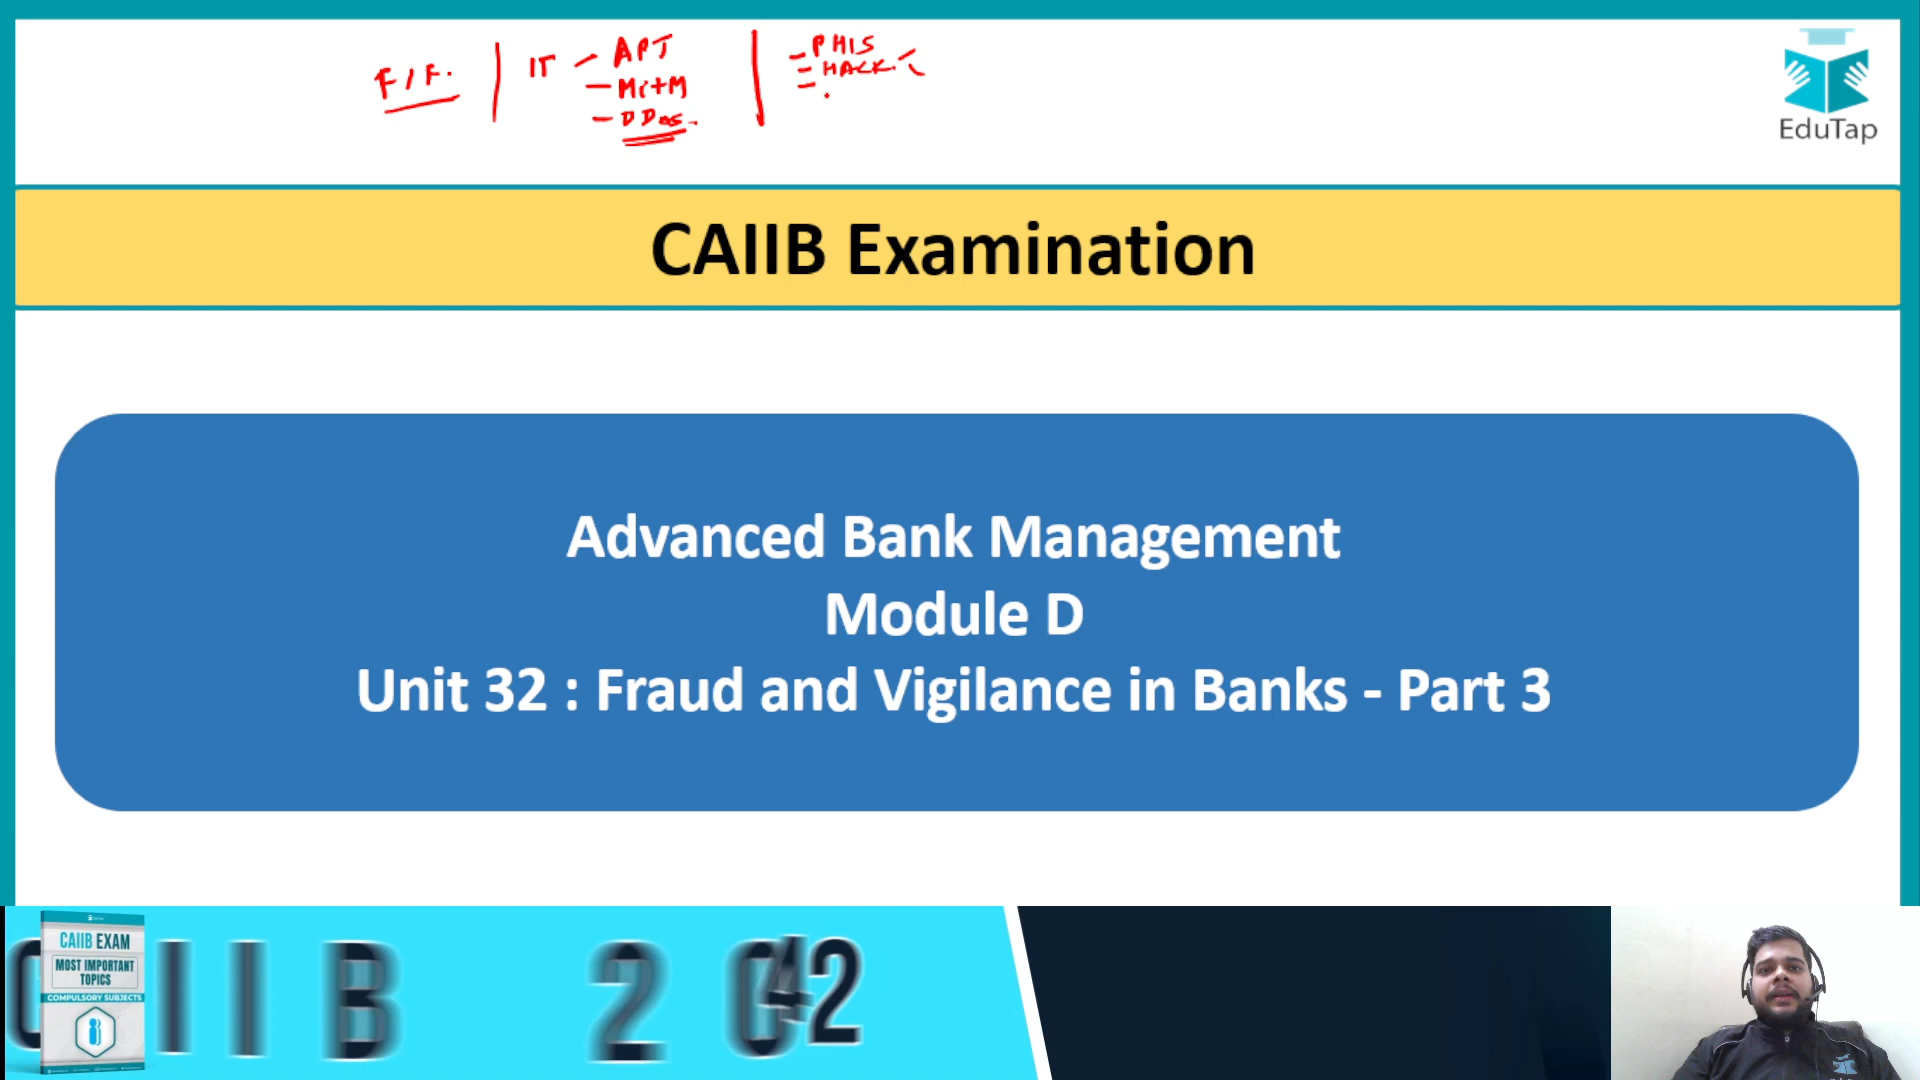 F/F.
IT - APT
- MitM
- DDos.
- PHIS
- HACK.
EduTap
CAIIB Examination
Advanced Bank Management
Module D
Unit 32 : Fraud and Vigilance in Banks - Part 3
CAIIB EXAM
MOST IMPORTANT
TOPICS
COMPULSORY SUBJECTS
I I B 2